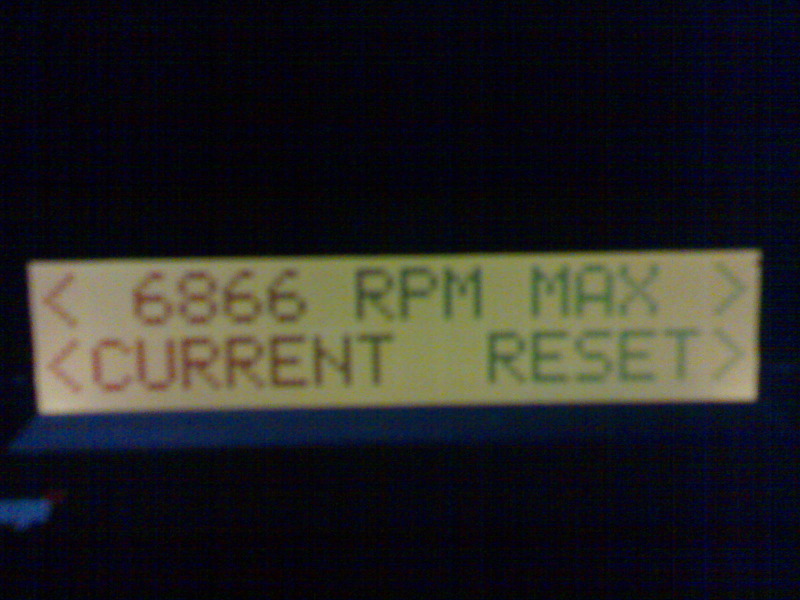 < 6866 RPM MAX >
<CURRENT RESET>